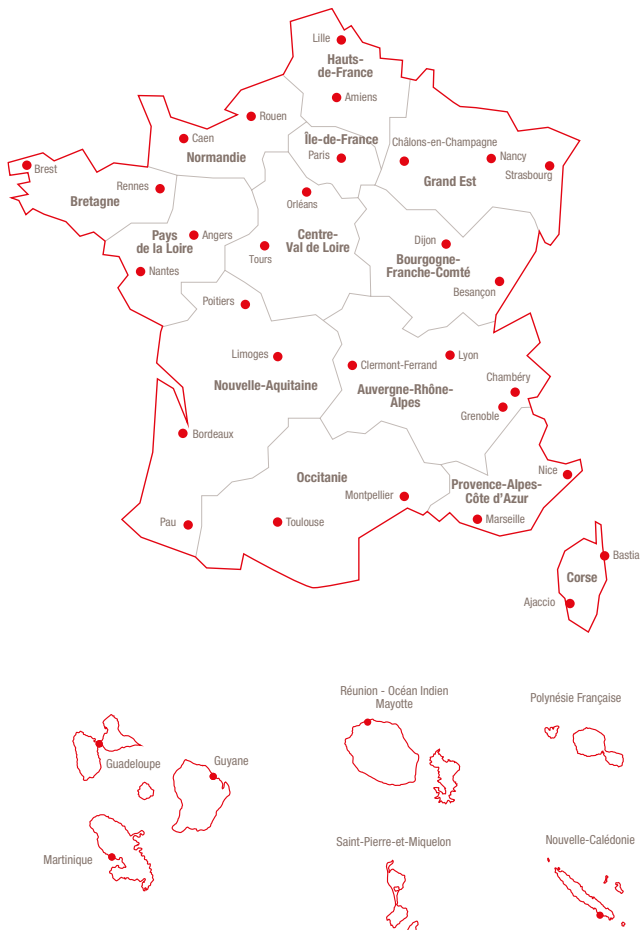 Lille
Hauts-
de-France
Amiens
Rouen
Caen
Normandie
Île-de-France
Paris
Châlons-en-Champagne
Nancy
Strasbourg
Grand Est
Brest
Rennes
Bretagne
Orléans
Pays
de la Loire
Angers
Nantes
Centre-
Val de Loire
Tours
Dijon
Bourgogne-
Franche-Comté
Besançon
Poitiers
Limoges
Nouvelle-Aquitaine
Clermont-Ferrand
Lyon
Auvergne-Rhône-
Alpes
Chambéry
Grenoble
Bordeaux
Occitanie
Montpellier
Provence-Alpes-
Côte d'Azur
Nice
Marseille
Pau
Toulouse
Bastia
Corse
Ajaccio
Réunion - Océan Indien
Mayotte
Polynésie Française
Guadeloupe
Guyane
Martinique
Saint-Pierre-et-Miquelon
Nouvelle-Calédonie